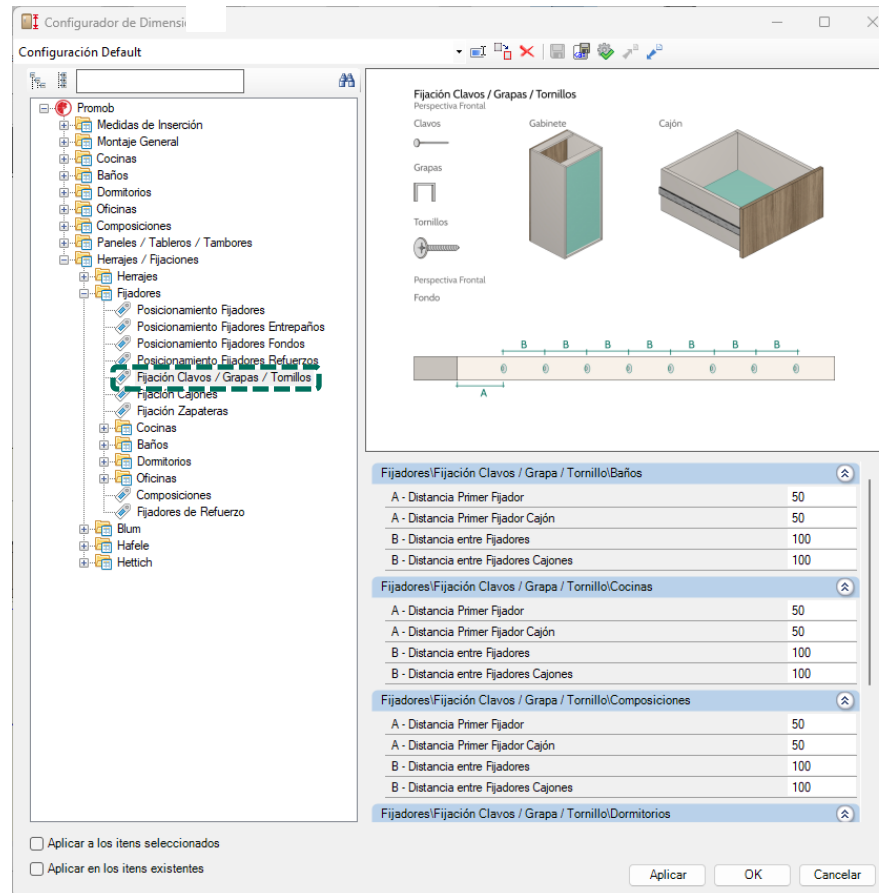 Configurador de Dimensi
Configuración Default
Promob
Medidas de Inserción
Montaje General
Cocinas
Baños
Dormitorios
Oficinas
Composiciones
Paneles / Tableros / Tambores
Herrajes / Fijaciones
Herrajes
Fijadores
Posicionamiento Fijadores
Posicionamiento Fijadores Entrepaños
Posicionamiento Fijadores Fondos
Posicionamiento Fijadores Refuerzos
Fijación Clavos / Grapas / Tornillos
Fijación Cajones
Fijación Zapateras
Cocinas
Baños
Dormitorios
Oficinas
Composiciones
Fijadores de Refuerzo
Blum
Hafele
Hettich
Fijación Clavos / Grapas / Tornillos
Perspectiva Frontal
Clavos Gabinete Cajón
Grapas
Tornillos
Perspectiva Frontal
Fondo
B B B B B B B
A
Fijadores\Fijación Clavos / Grapa / Tornillo\Baños
A - Distancia Primer Fijador 50
A - Distancia Primer Fijador Cajón 50
B - Distancia entre Fijadores 100
B - Distancia entre Fijadores Cajones 100
Fijadores\Fijación Clavos / Grapa / Tornillo\Cocinas
A - Distancia Primer Fijador 50
A - Distancia Primer Fijador Cajón 50
B - Distancia entre Fijadores 100
B - Distancia entre Fijadores Cajones 100
Fijadores\Fijación Clavos / Grapa / Tornillo\Composiciones
A - Distancia Primer Fijador 50
A - Distancia Primer Fijador Cajón 50
B - Distancia entre Fijadores 100
B - Distancia entre Fijadores Cajones 100
Fijadores\Fijación Clavos / Grapa / Tornillo\Dormitorios
Aplicar a los itens seleccionados
Aplicar en los itens existentes
Aplicar OK Cancelar